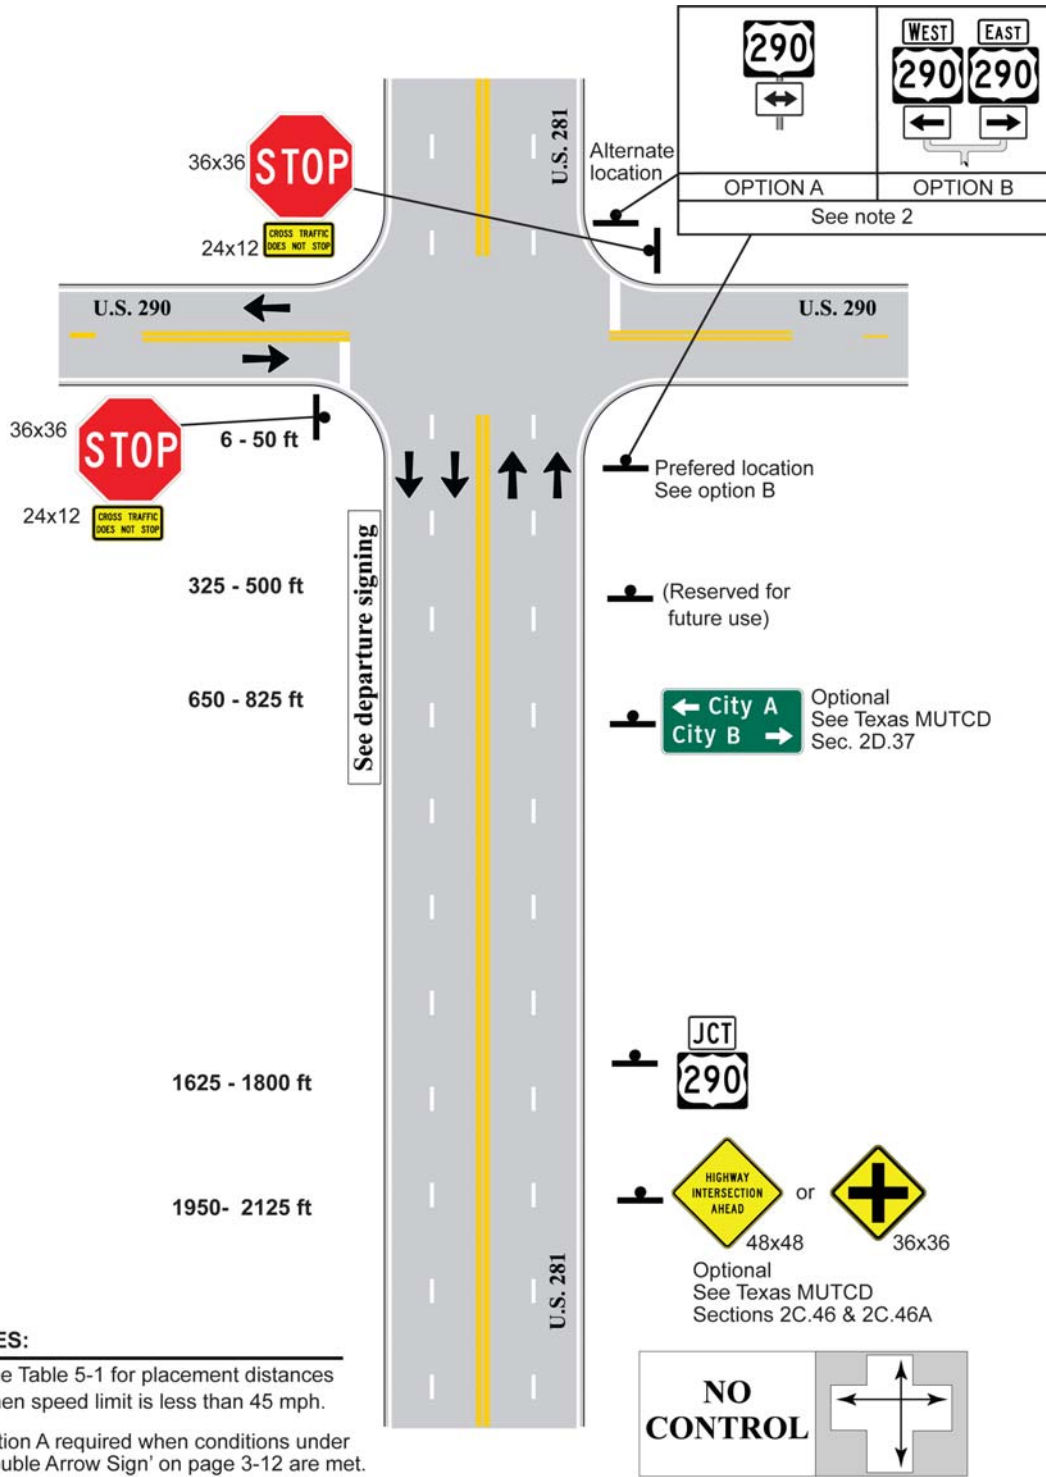 290
OPTION A
WEST EAST
290 290
OPTION B
See note 2
U.S. 281
Alternate
location
36x36
STOP
CROSS TRAFFIC
DOES NOT STOP
24x12
U.S. 290
U.S. 290
36x36
STOP
CROSS TRAFFIC
DOES NOT STOP
24x12
6 - 50 ft
Prefered location
See option B
See departure signing
325 - 500 ft
(Reserved for
future use)
650 - 825 ft
City A
City B
Optional
See Texas MUTCD
Sec. 2D.37
1625 - 1800 ft
JCT
290
1950- 2125 ft
HIGHWAY
INTERSECTION
AHEAD
or
48x48
36x36
Optional
See Texas MUTCD
Sections 2C.46 & 2C.46A
U.S. 281
ES:
e Table 5-1 for placement distances
en speed limit is less than 45 mph.
tion A required when conditions under
uble Arrow Sign' on page 3-12 are met.
NO
CONTROL